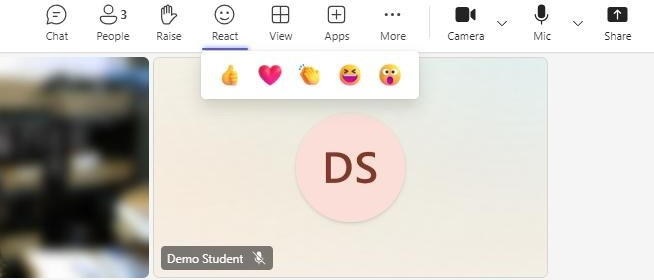 3
Chat People Raise React View Apps More Camera Mic Share
DS
Demo Student